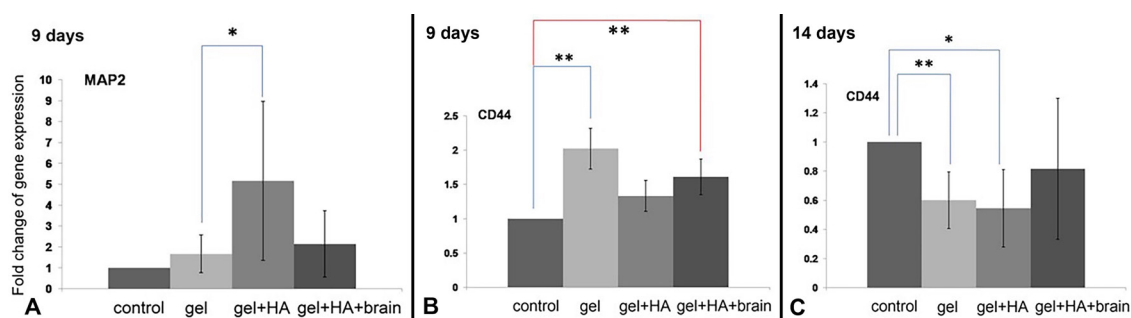 9 days
*
MAP2
Fold change of gene expression
10
9
8
7
6
5
4
3
2
1
0
control gel gel+HA gel+HA+brain
A
9 days
**
**
CD44
2.5
2
1.5
1
0.5
0
control gel gel+HA gel+HA+brain
B
14 days
*
**
CD44
1.4
1.2
1
0.8
0.6
0.4
0.2
0
control gel gel+HA gel+HA+brain
C